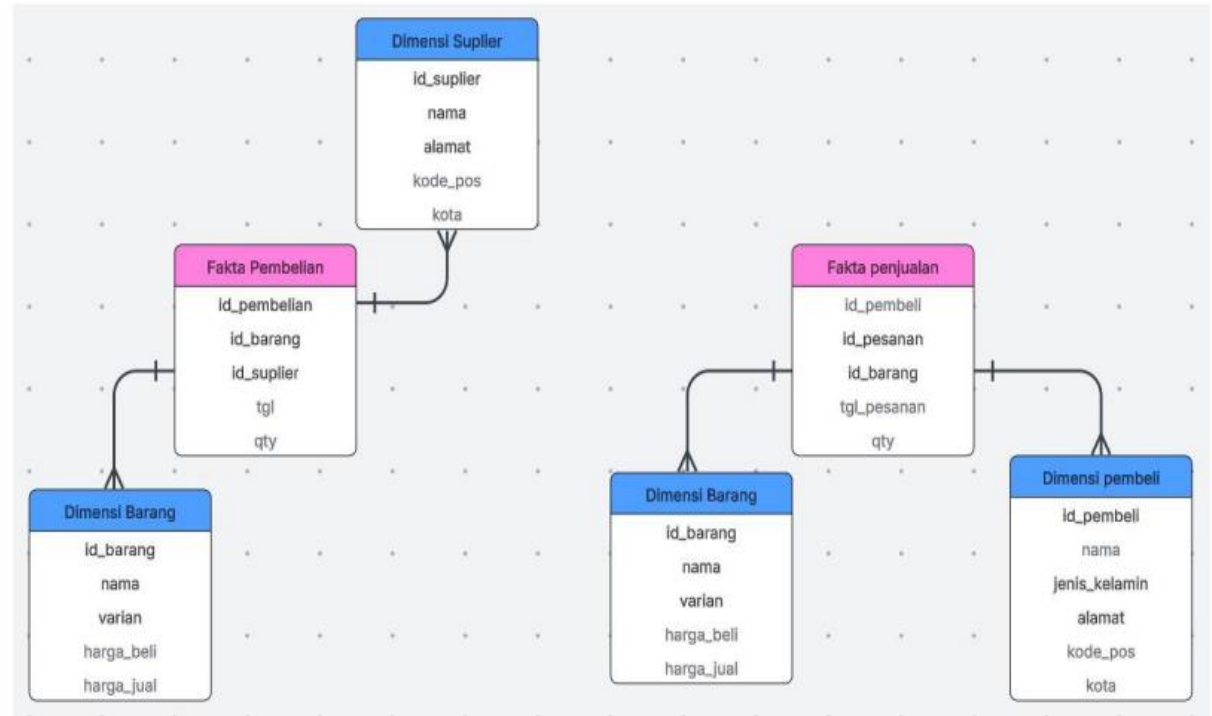 Dimensi Suplier
id_suplier
nama
alamat
kode_pos
kota
Fakta Pembelian
id_pembelian
id_barang
id_suplier
tgl
qty
Dimensi Barang
id_barang
nama
varian
harga_beli
harga_jual
Fakta penjualan
id_pembeli
id_pesanan
id_barang
tgl_pesanan
qty
Dimensi Barang
id_barang
nama
varian
harga_beli
harga_jual
Dimensi pembeli
id_pembeli
nama
jenis_kelamin
alamat
kode_pos
kota